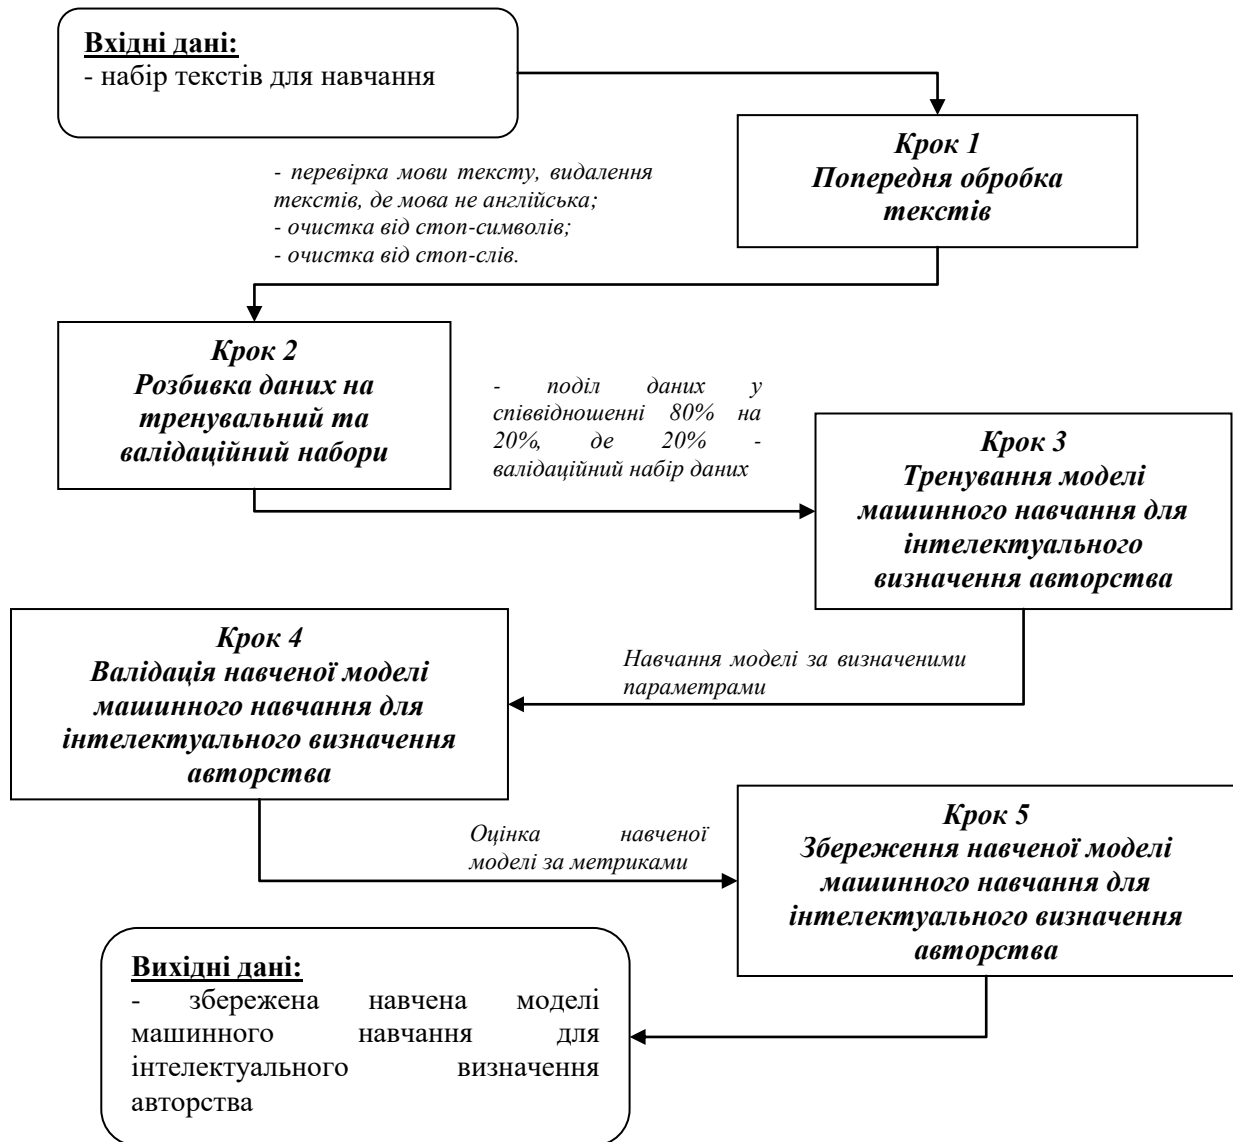 Вхідні дані:
- набір текстів для навчання
Крок 1
Попередня обробка
текстів
- перевірка мови тексту, видалення
текстів, де мова не англійська;
- очистка від стоп-символів;
- очистка від стоп-слів.
Крок 2
Розбивка даних на
тренувальний та
валідаційний набори
- поділ даних у
співвідношенні 80% на
20%, де 20% -
валідаційний набір даних
Крок 3
Тренування моделі
машинного навчання для
інтелектуального
визначення авторства
Навчання моделі за визначеними
параметрами
Крок 4
Валідація навченої моделі
машинного навчання для
інтелектуального визначення
авторства
Оцінка навченої
моделі за метриками
Крок 5
Збереження навченої моделі
машинного навчання для
інтелектуального визначення
авторства
Вихідні дані:
- збережена навчена моделі
машинного навчання для
інтелектуального визначення
авторства